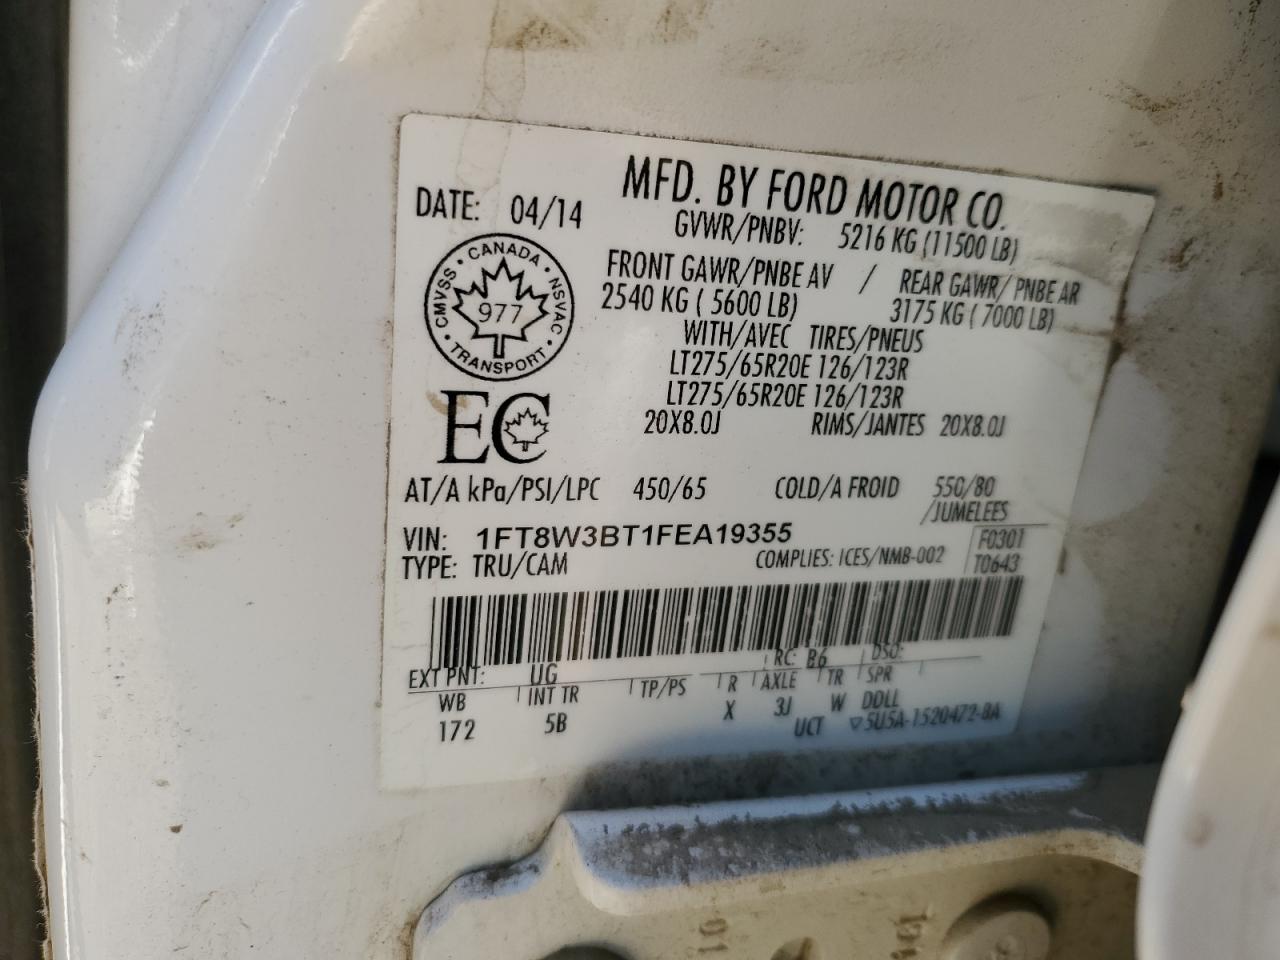 MFD. BY FORD MOTOR CO.
DATE: 04/14
GVWR/PNBV: 5216 KG (11500 LB)
FRONT GAWR/PNBE AV / REAR GAWR/PNBE AR
2540 KG ( 5600 LB) 3175 KG ( 7000 LB)
WITH/AVEC TIRES/PNEUS
LT275/65R20E 126/123R
LT275/65R20E 126/123R
20X8.0J RIMS/JANTES 20X8.0J
CANADA · NSVAC · TRANSPORT · CMVSS ·
977
EC
AT/A kPa/PSI/LPC 450/65 COLD/A FROID 550/80
/JUMELEES
VIN: 1FT8W3BT1FEA19355
F0301
TYPE: TRU/CAM COMPLIES: ICES/NMB-002 T0643
EXT PNT: UG RC: B6 DSO:
WB INT TR TP/PS R AXLE TR SPR
172 5B X 3J W DDLL
UCT ▽5U5A-1520472-BA
01